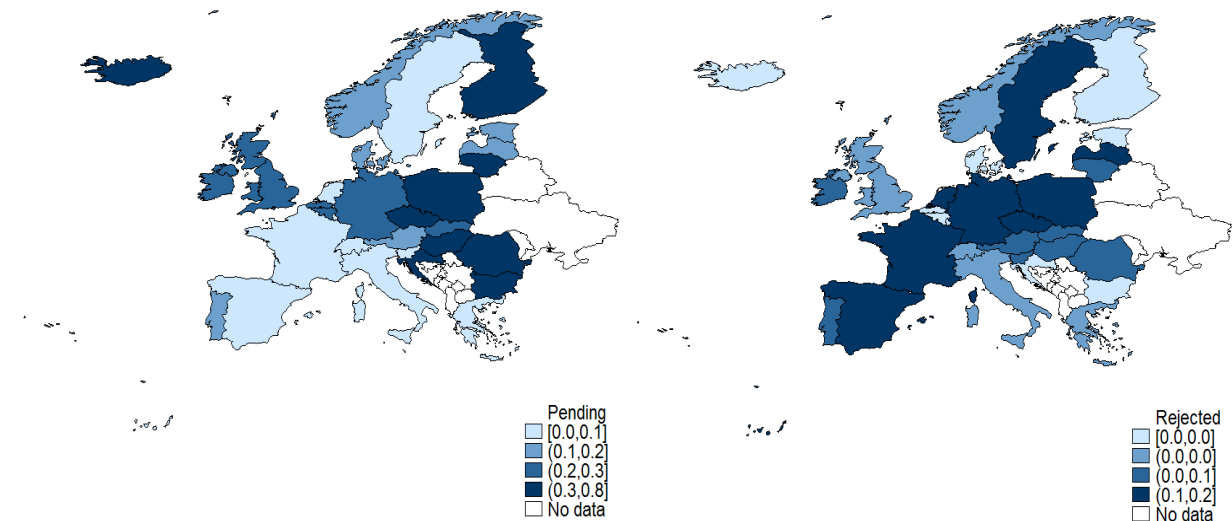 Pending
[0.0,0.1]
(0.1,0.2]
(0.2,0.3]
(0.3,0.8]
No data
Rejected
[0.0,0.0]
(0.0,0.0]
(0.0,0.1]
(0.1,0.2]
No data